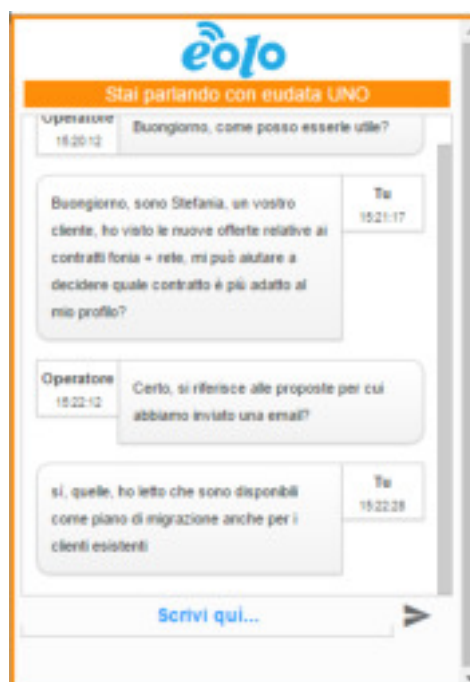 eolo
Stai parlando con eudata UNO
Operatore
15:20:12
Buongiorno, come posso esserle utile?
Tu
15:21:17
Buongiorno, sono Stefania, un vostro
cliente, ho visto le nuove offerte relative ai
contratti fonia + rete, mi può aiutare a
decidere quale contratto è più adatto al
mio profilo?
Operatore
15:22:12
Certo, si riferisce alle proposte per cui
abbiamo inviato una email?
Tu
15:22:28
sí, quelle, ho letto che sono disponibili
come piano di migrazione anche per i
clienti esistenti
Scrivi qui...